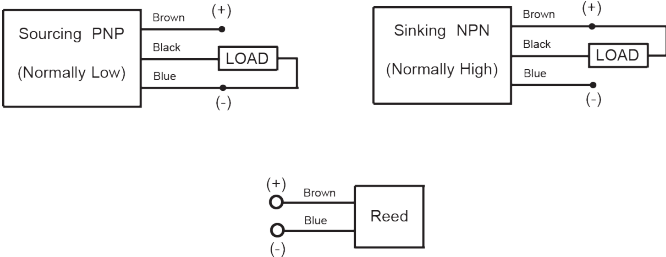 Sourcing PNP
(Normally Low)
Brown
(+)
Black
LOAD
Blue
(-)
Sinking NPN
(Normally High)
Brown
(+)
Black
LOAD
Blue
(-)
(+)
Brown
Reed
Blue
(-)